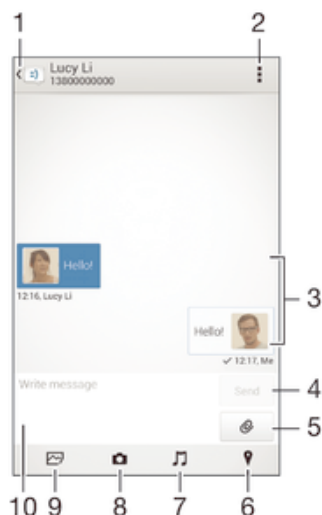 1
2
:)
Lucy Li
13800000000
Hello!
12:16, Lucy Li
3
Hello!
12:17, Me
Write message
Send
4
5
10
9
8
7
6